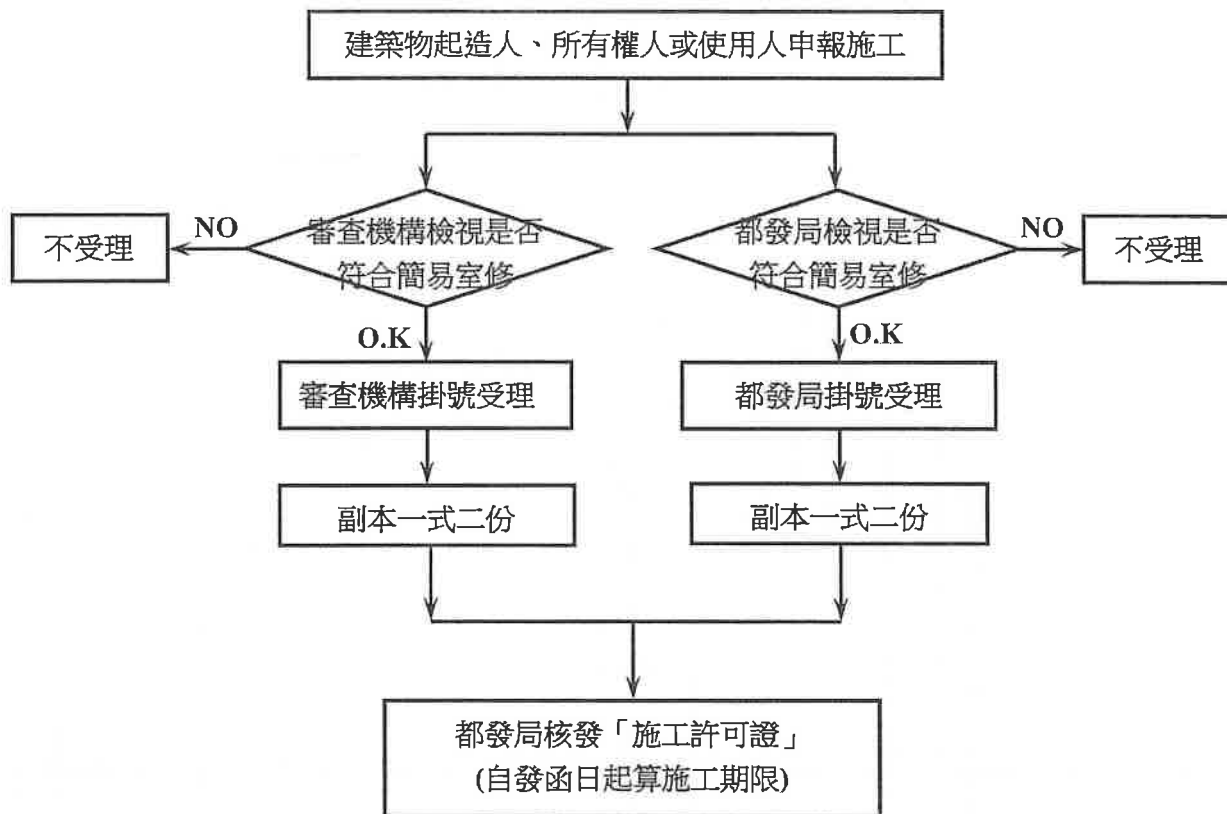 建築物起造人、所有權人或使用人申報施工
審查機構檢視是否
符合簡易室修
都發局檢視是否
符合簡易室修
NO
不受理
NO
不受理
O.K
O.K
審查機構掛號受理
都發局掛號受理
副本一式二份
副本一式二份
都發局核發「施工許可證」
(自發函日起算施工期限)